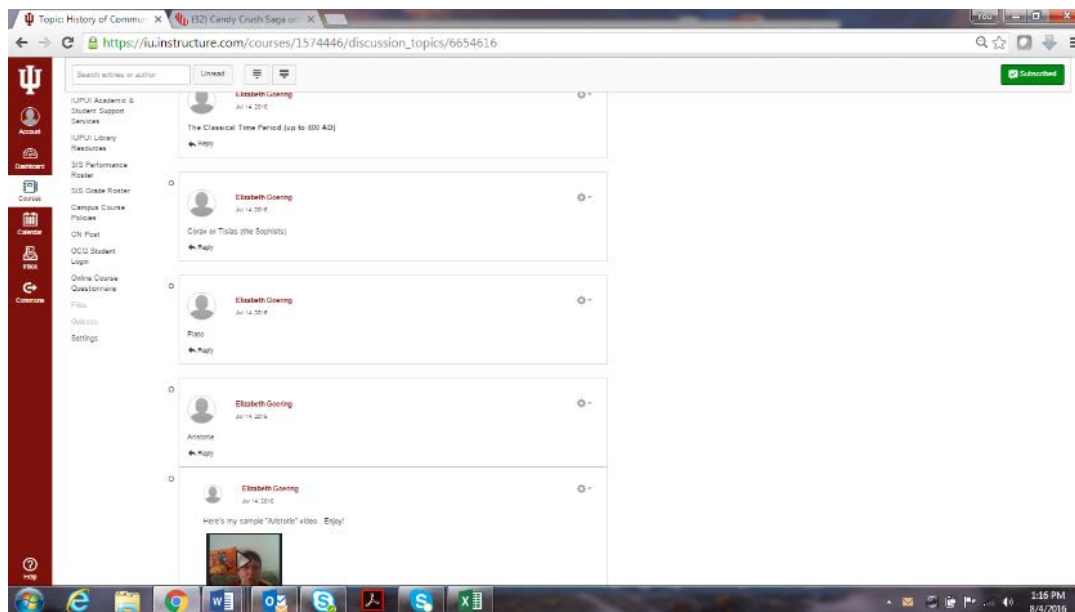 Topic: History of Commun
(32) Candy Crush Saga on
You
https://iu.instructure.com/courses/1574446/discussion_topics/6654616
Search entries or author
Unread
Subscribed
Account
Dashboard
Courses
Calendar
Inbox
Commons
Help
IUPUI Academic &
Student Support
Services
IUPUI Library
Resources
SIS Performance
Roster
SIS Grade Roster
Campus Course
Policies
CN Post
OCQ Student
Login
Online Course
Questionnaire
Files
Quizzes
Settings
Elizabeth Goering
Jul 14, 2016
The Classical Time Period (up to 400 AD)
Reply
Elizabeth Goering
Jul 14, 2016
Corax or Tisias (the Sophists)
Reply
Elizabeth Goering
Jul 14, 2016
Plato
Reply
Elizabeth Goering
Jul 14, 2016
Aristotle
Reply
Elizabeth Goering
Jul 14, 2016
Here's my sample "Aristotle" video. Enjoy!
1:16 PM
8/4/2016